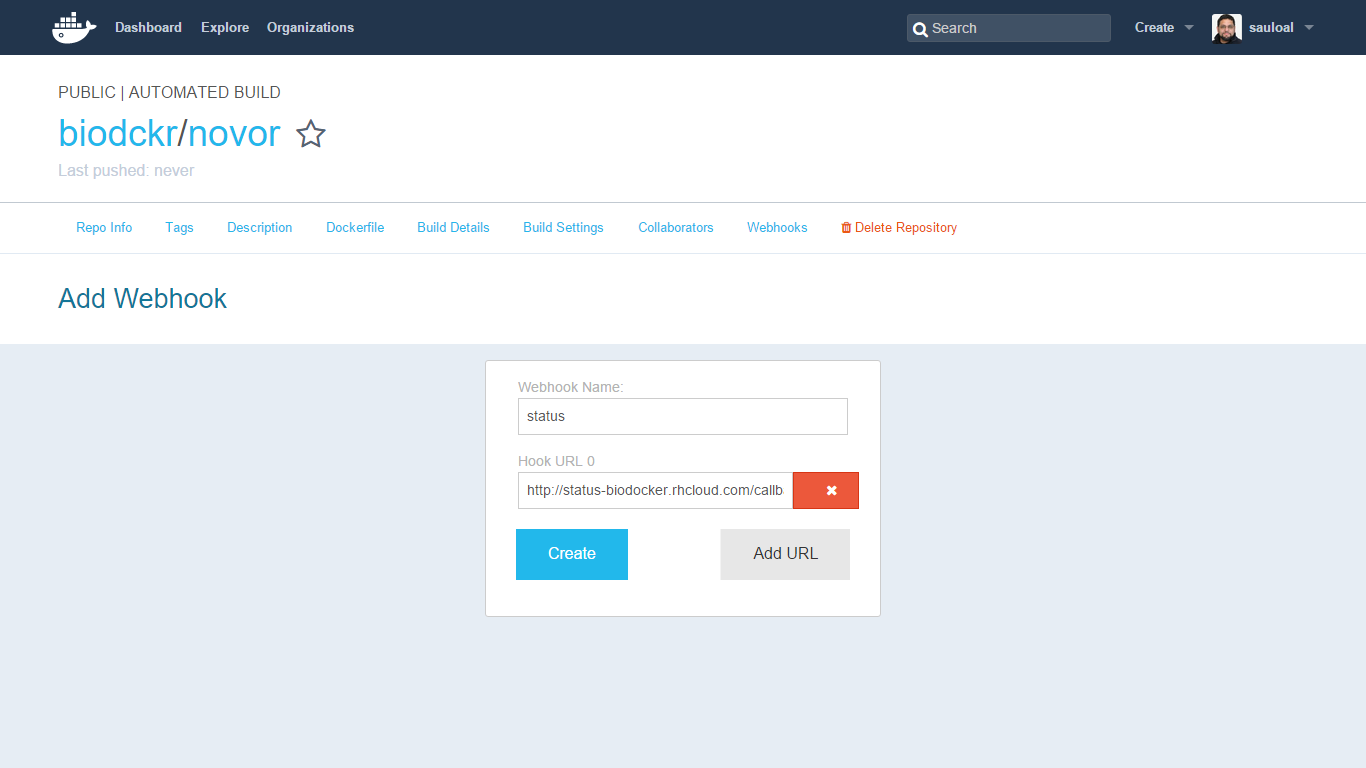 Dashboard Explore Organizations Search Create sauloal
PUBLIC | AUTOMATED BUILD
biodckr/novor
Last pushed: never
Repo Info Tags Description Dockerfile Build Details Build Settings Collaborators Webhooks Delete Repository
Add Webhook
Webhook Name:
status
Hook URL 0
http://status-biodocker.rhcloud.com/callb
Create Add URL